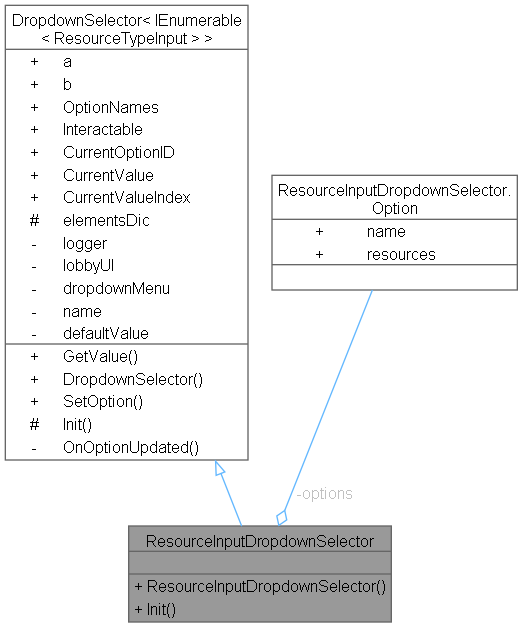 DropdownSelector< IEnumerable
< ResourceTypeInput > >
+ a
+ b
+ OptionNames
+ Interactable
+ CurrentOptionID
+ CurrentValue
+ CurrentValueIndex
# elementsDic
- logger
- lobbyUI
- dropdownMenu
- name
- defaultValue
+ GetValue()
+ DropdownSelector()
+ SetOption()
# Init()
- OnOptionUpdated()
ResourceInputDropdownSelector.
Option
+ name
+ resources
-options
ResourceInputDropdownSelector
+ ResourceInputDropdownSelector()
+ Init()